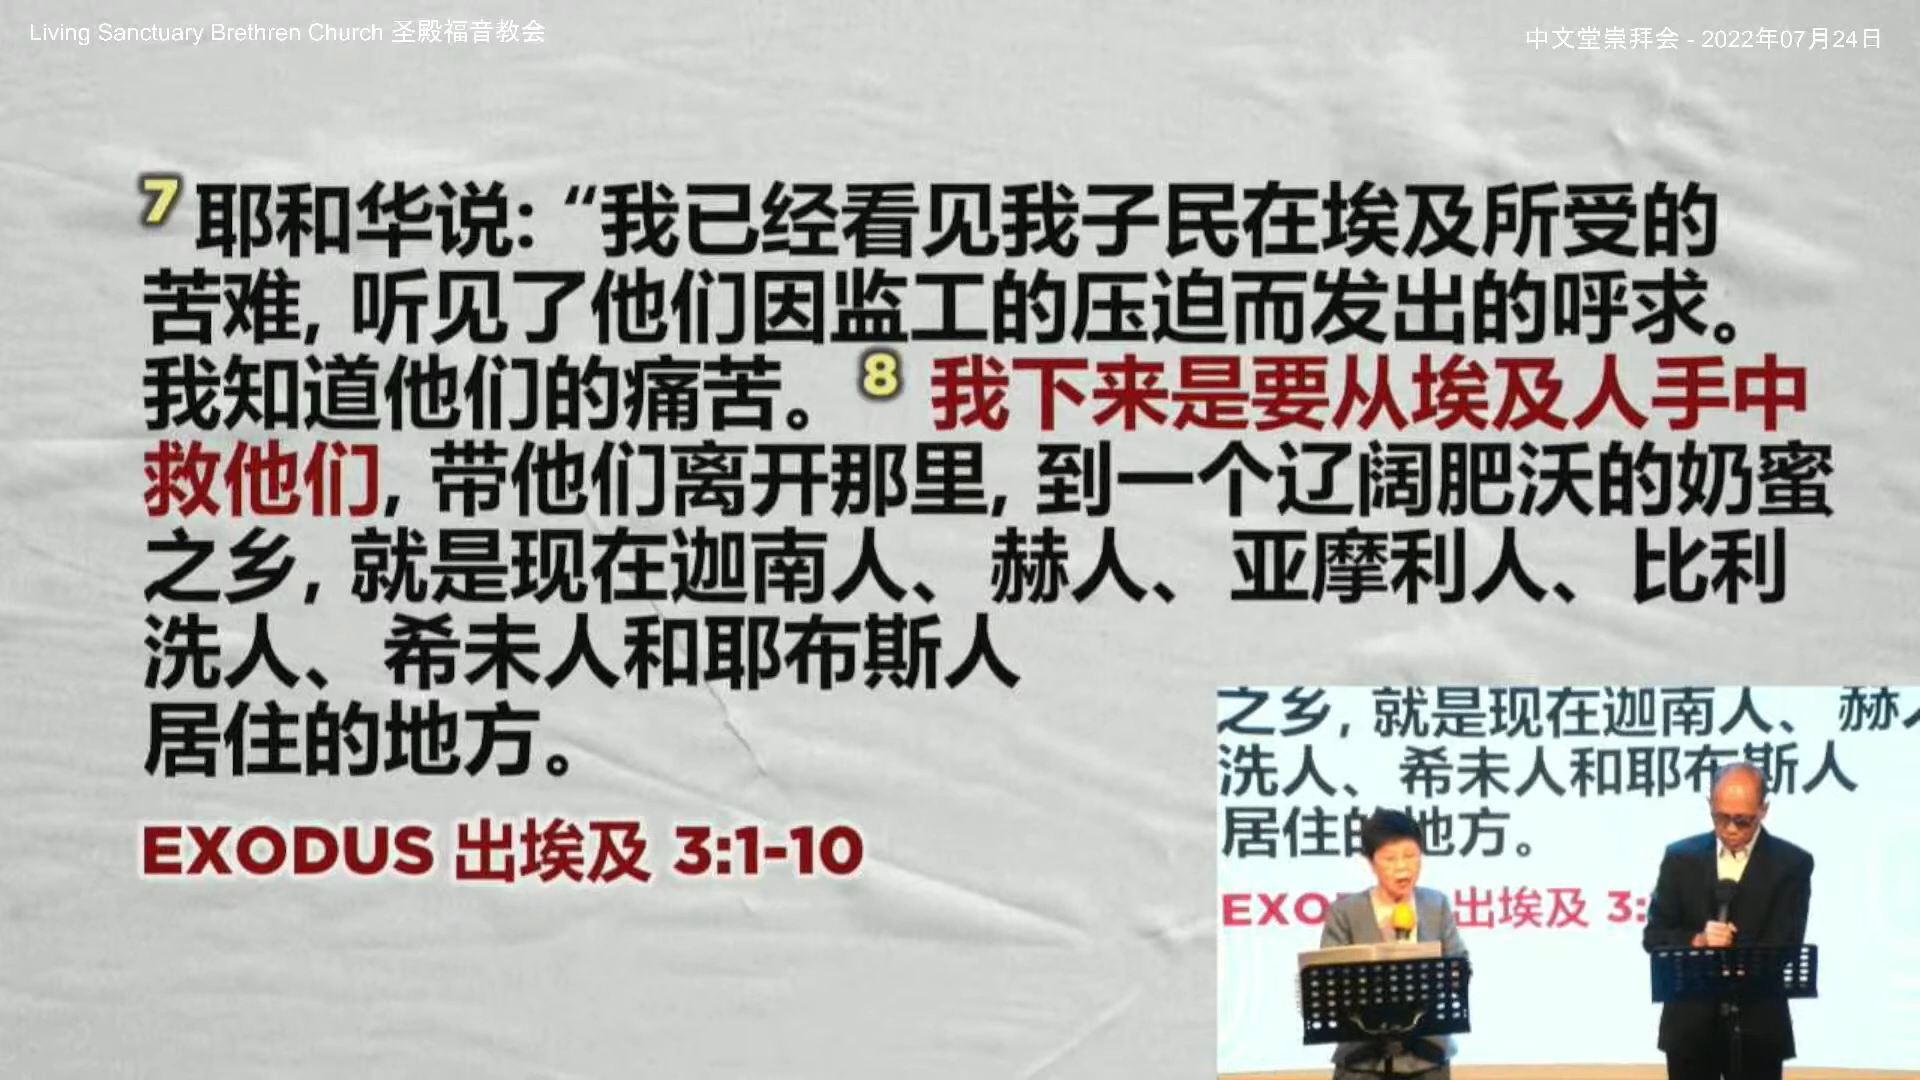 Living Sanctuary Brethren Church 圣殿福音教会
中文堂崇拜会 - 2022年07月24日
7 耶和华说: “我已经看见我子民在埃及所受的
苦难, 听见了他们因监工的压迫而发出的呼求。
我知道他们的痛苦。 8 我下来是要从埃及人手中
救他们, 带他们离开那里, 到一个辽阔肥沃的奶蜜
之乡, 就是现在迦南人、赫人、亚摩利人、比利
洗人、希未人和耶布斯人
居住的地方。
EXODUS 出埃及 3:1-10
之乡, 就是现在迦南人、赫人
洗人、希未人和耶布斯人
居住的地方。
EXO 出埃及 3: